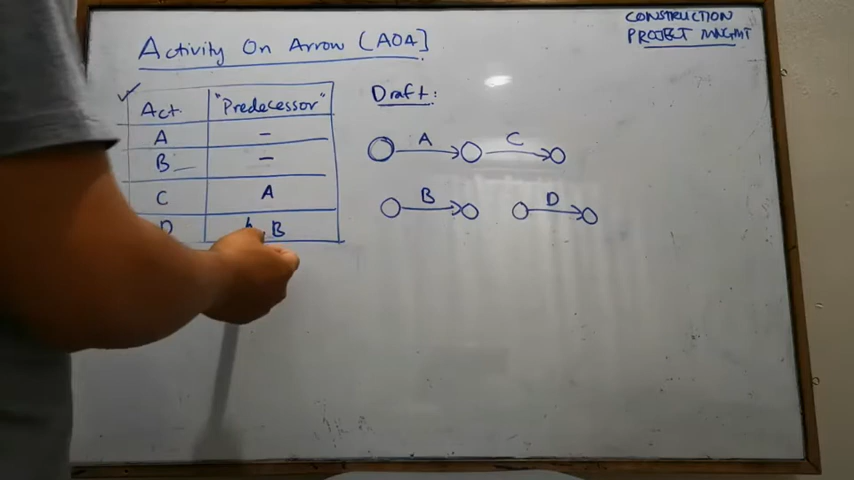 CONSTRUCTION
PROJECT MNGMT
Activity On Arrow (AOA]
Act. "Predecessor"
A -
B -
C A
D B
Draft:
A C
B D